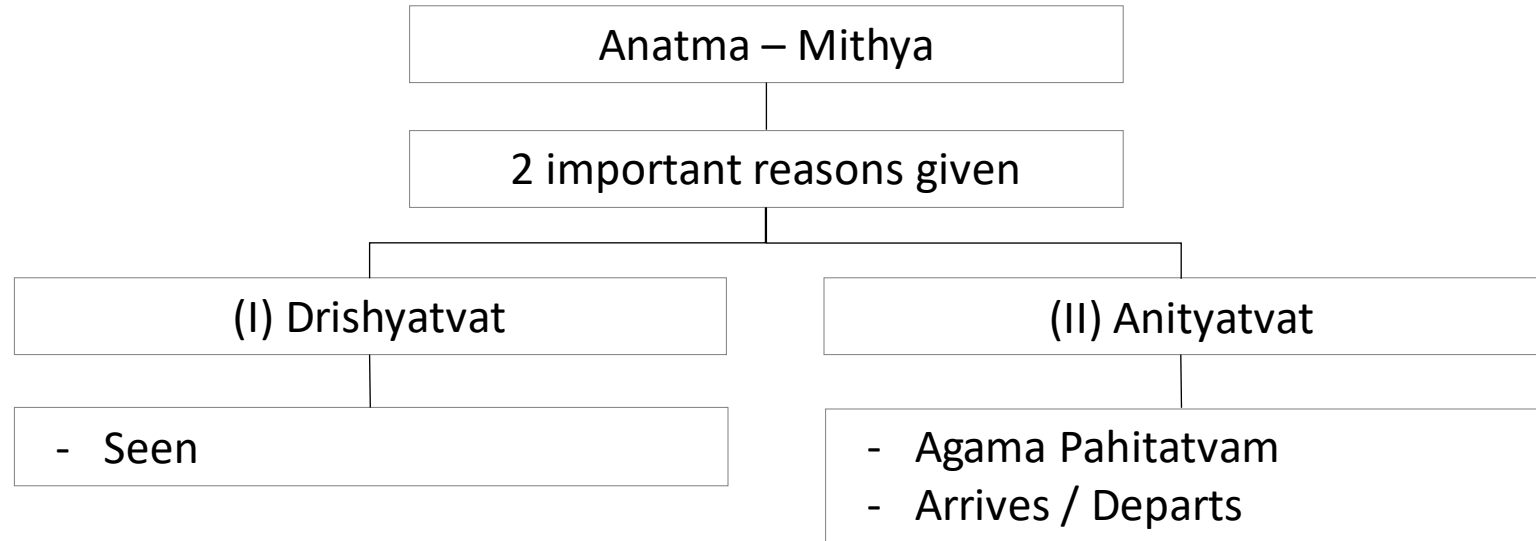 Anatma – Mithya
2 important reasons given
(I) Drishyatvat
(II) Anityatvat
- Seen
- Agama Pahitatvam
- Arrives / Departs